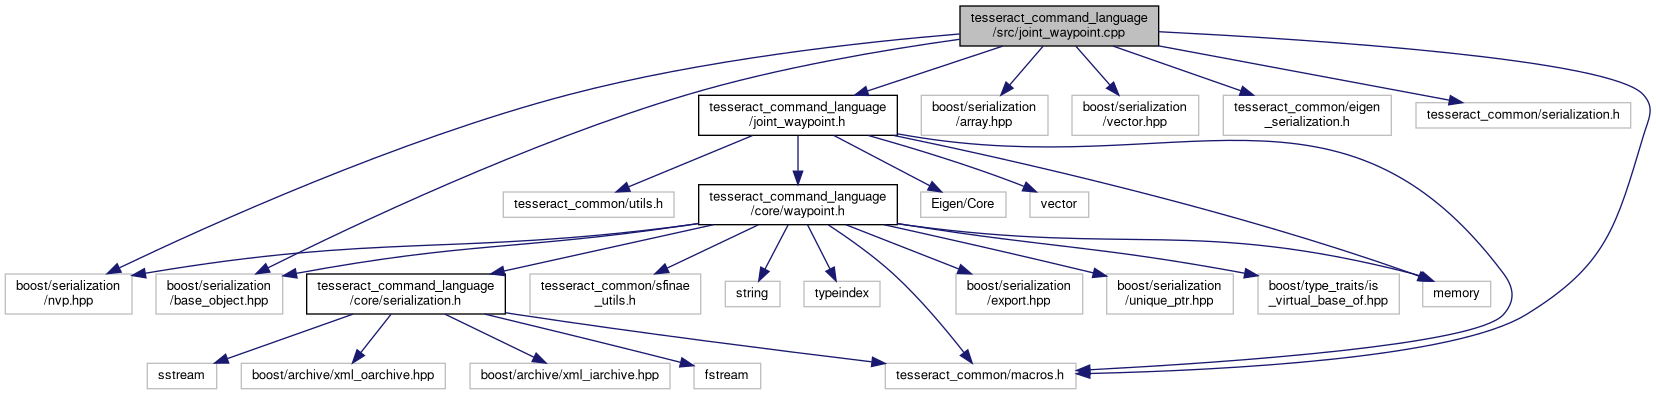 tesseract_command_language
/src/joint_waypoint.cpp
tesseract_command_language
/joint_waypoint.h
boost/serialization
/array.hpp
boost/serialization
/vector.hpp
tesseract_common/eigen
_serialization.h
tesseract_common/serialization.h
tesseract_common/utils.h
tesseract_command_language
/core/waypoint.h
Eigen/Core
vector
boost/serialization
/nvp.hpp
boost/serialization
/base_object.hpp
tesseract_command_language
/core/serialization.h
tesseract_common/sfinae
_utils.h
string
typeindex
boost/serialization
/export.hpp
boost/serialization
/unique_ptr.hpp
boost/type_traits/is
_virtual_base_of.hpp
memory
sstream
boost/archive/xml_oarchive.hpp
boost/archive/xml_iarchive.hpp
fstream
tesseract_common/macros.h